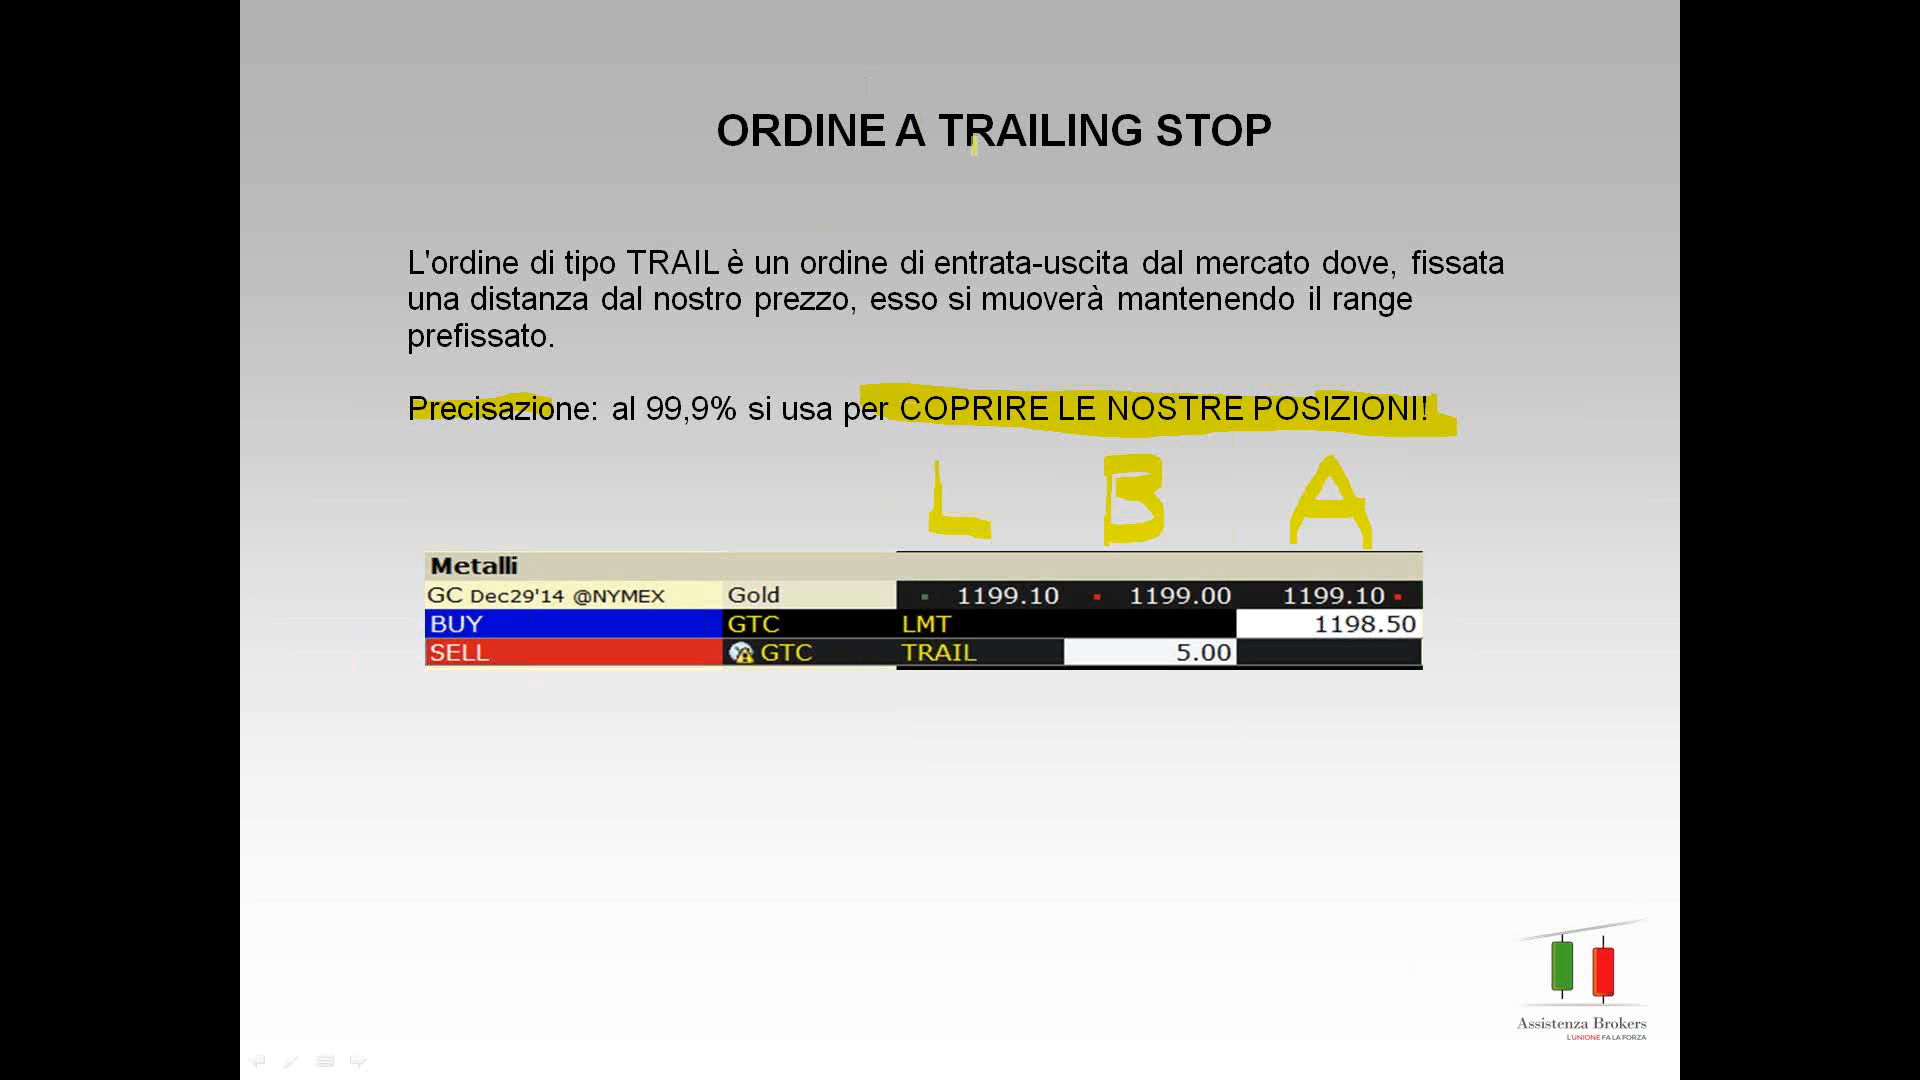 ORDINE A TRAILING STOP
L'ordine di tipo TRAIL è un ordine di entrata-uscita dal mercato dove, fissata
una distanza dal nostro prezzo, esso si muoverà mantenendo il range
prefissato.
Precisazione: al 99,9% si usa per COPRIRE LE NOSTRE POSIZIONI!
L B A
Metalli
GC Dec29'14 @NYMEX Gold 1199.10 1199.00 1199.10
BUY GTC LMT 1198.50
SELL GTC TRAIL 5.00
Assistenza Brokers
L'UNIONE FA LA FORZA